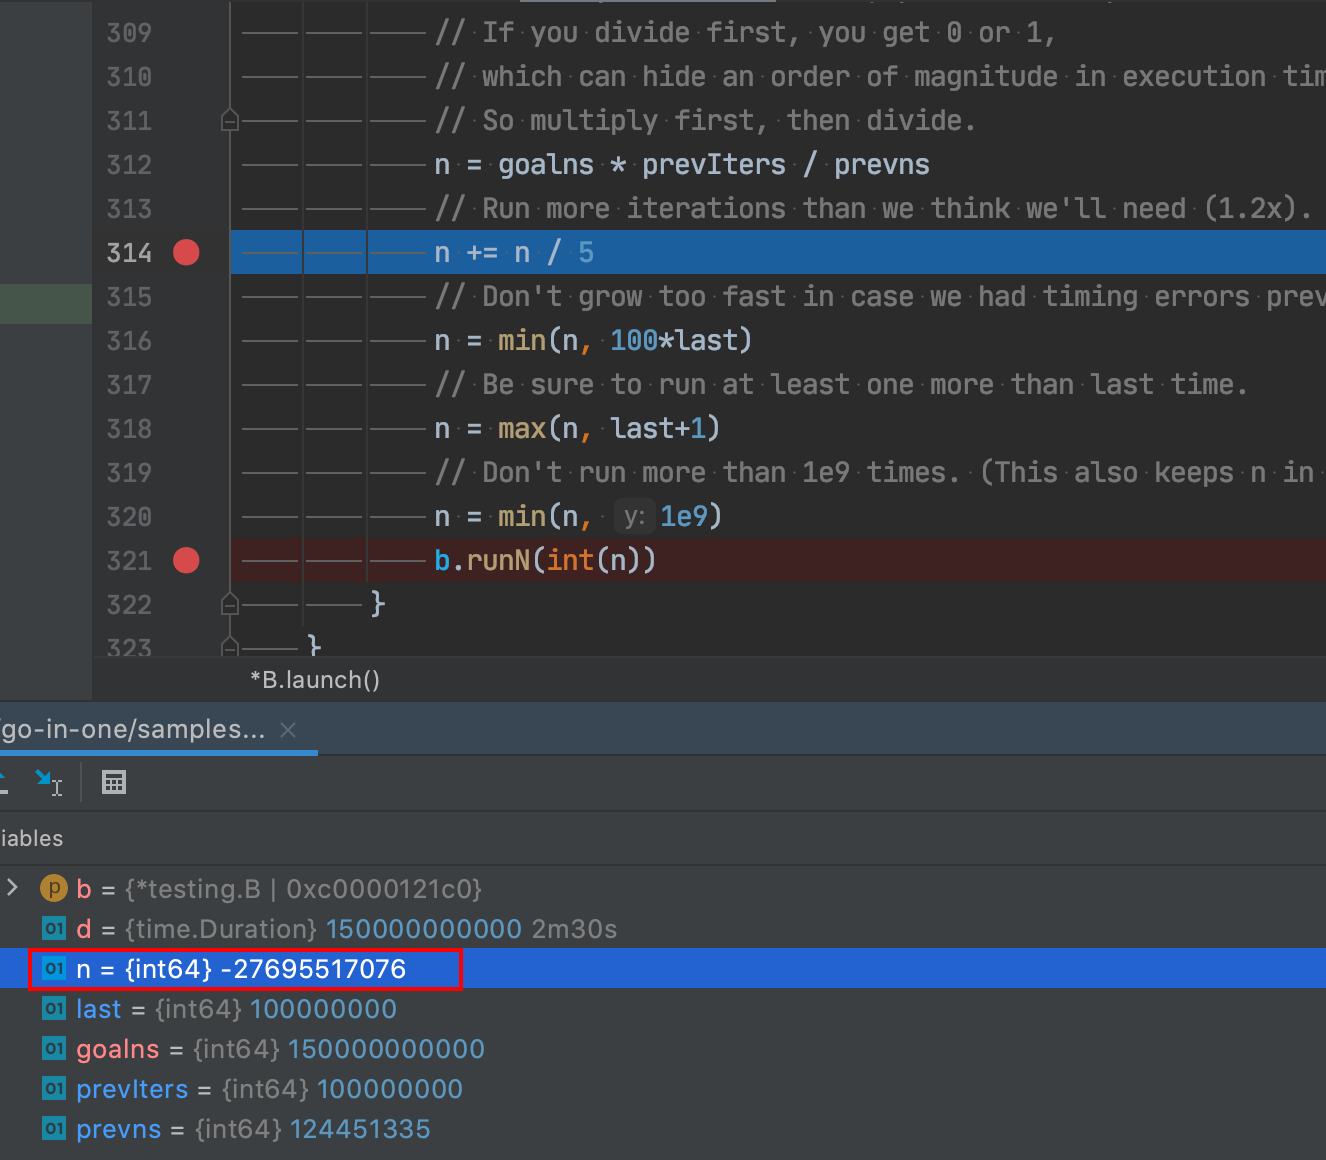 309 // If you divide first, you get 0 or 1,
310 // which can hide an order of magnitude in execution
311 // So multiply first, then divide.
312 n = goalns * prevIters / prevns
313 // Run more iterations than we think we'll need (1.2x).
314 n += n / 5
315 // Don't grow too fast in case we had timing errors
316 n = min(n, 100*last)
317 // Be sure to run at least one more than last time.
318 n = max(n, last+1)
319 // Don't run more than 1e9 times. (This also keeps n in
320 n = min(n, y: 1e9)
321 b.runN(int(n))
322 }
323 }
*B.launch()
go-in-one/samples... ×
iables
p b = {*testing.B | 0xc0000121c0}
01 d = {time.Duration} 150000000000 2m30s
01 n = {int64} -27695517076
01 last = {int64} 100000000
01 goalns = {int64} 150000000000
01 prevIters = {int64} 100000000
01 prevns = {int64} 124451335